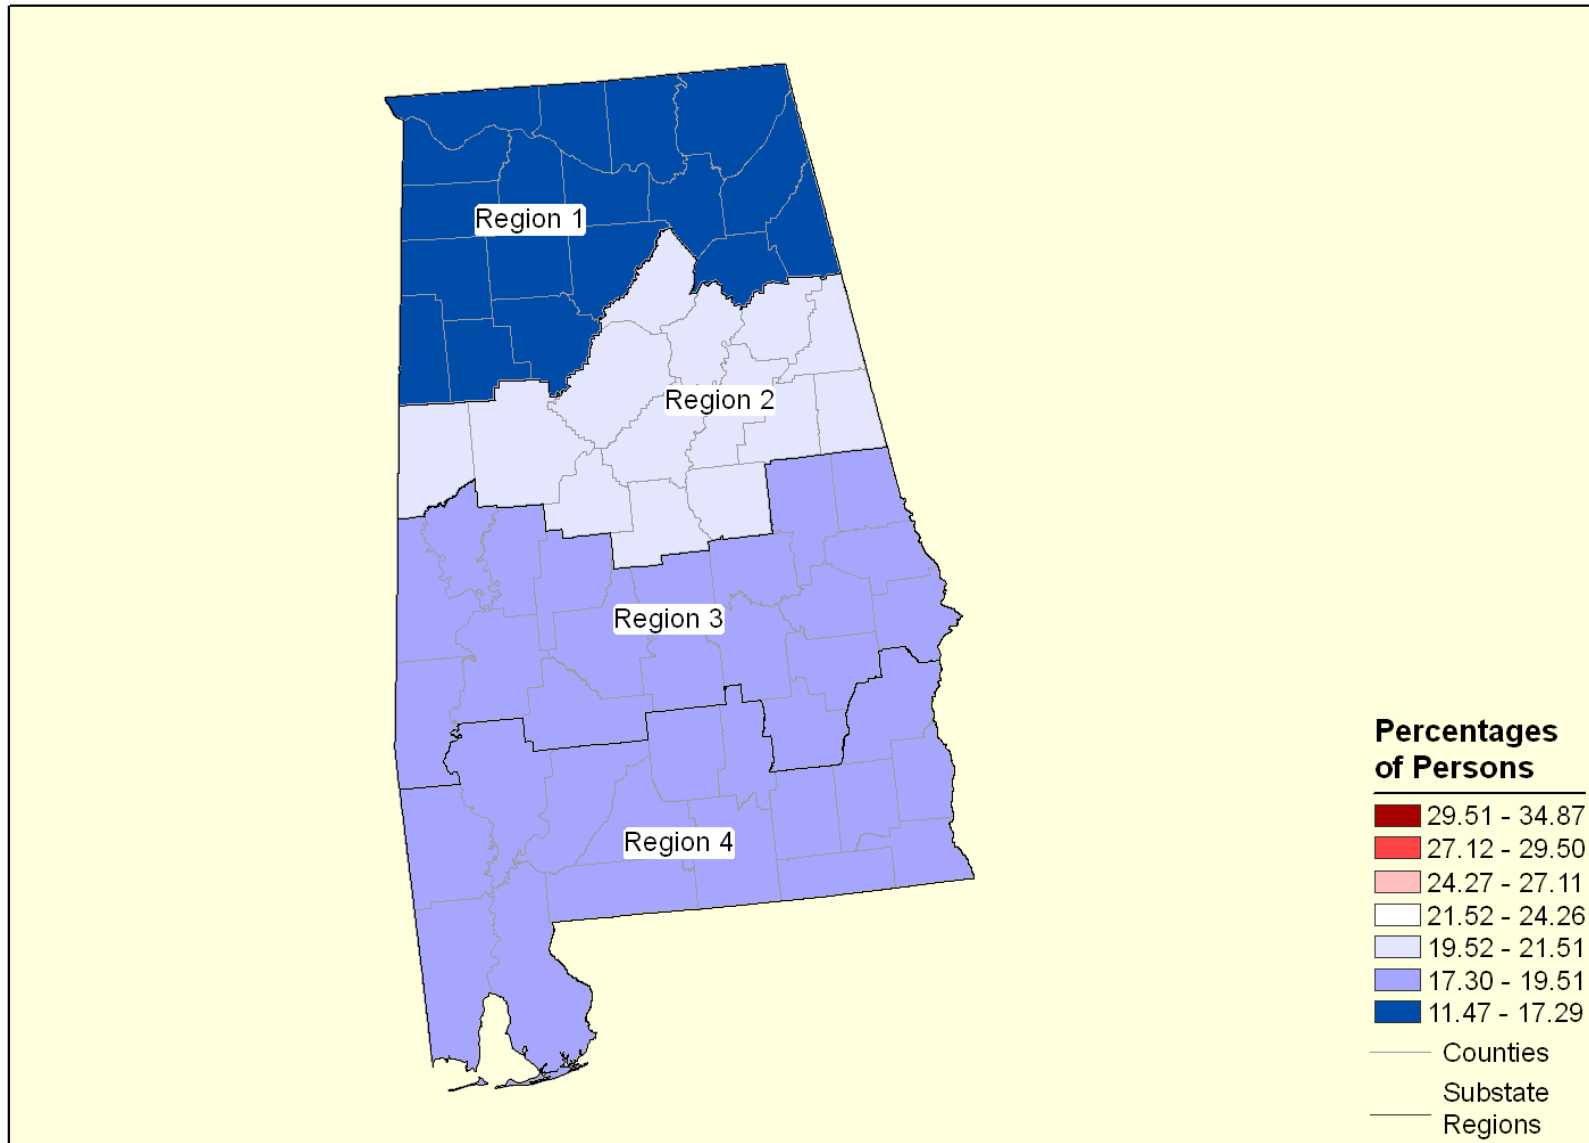 Region 1
Region 2
Region 3
Region 4
Percentages
of Persons
29.51 - 34.87
27.12 - 29.50
24.27 - 27.11
21.52 - 24.26
19.52 - 21.51
17.30 - 19.51
11.47 - 17.29
Counties
Substate
Regions